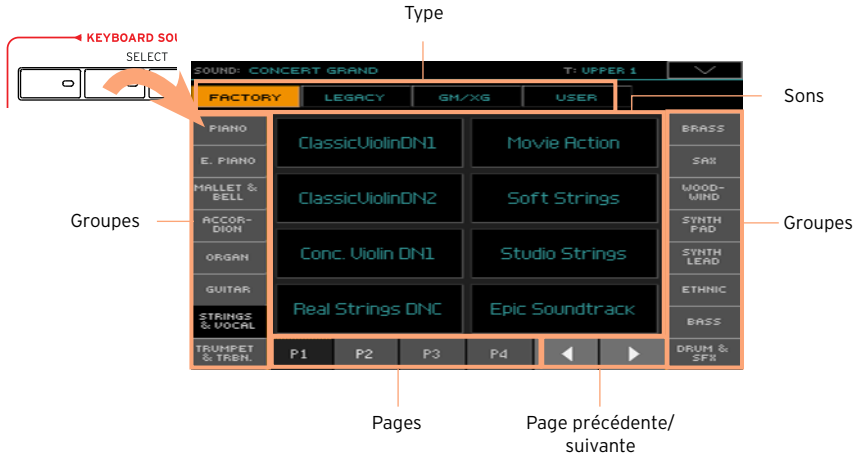 Type
KEYBOARD SOU
SELECT
SOUND: CONCERT GRAND
T: UPPER 1
FACTORY
LEGACY
GM/XG
USER
Sons
PIANO
E. PIANO
MALLET &
BELL
ACCOR-
DION
ORGAN
GUITAR
STRINGS
& VOCAL
TRUMPET
& TRBN.
Groupes
ClassicViolinDN1
Movie Action
ClassicViolinDN2
Soft Strings
Conc. Violin DN1
Studio Strings
Real Strings DNC
Epic Soundtrack
BRASS
SAX
WOOD-
WIND
SYNTH
PAD
SYNTH
LEAD
ETHNIC
BASS
DRUM &
SFX
Groupes
P1
P2
P3
P4
Pages
Page précédente/
suivante